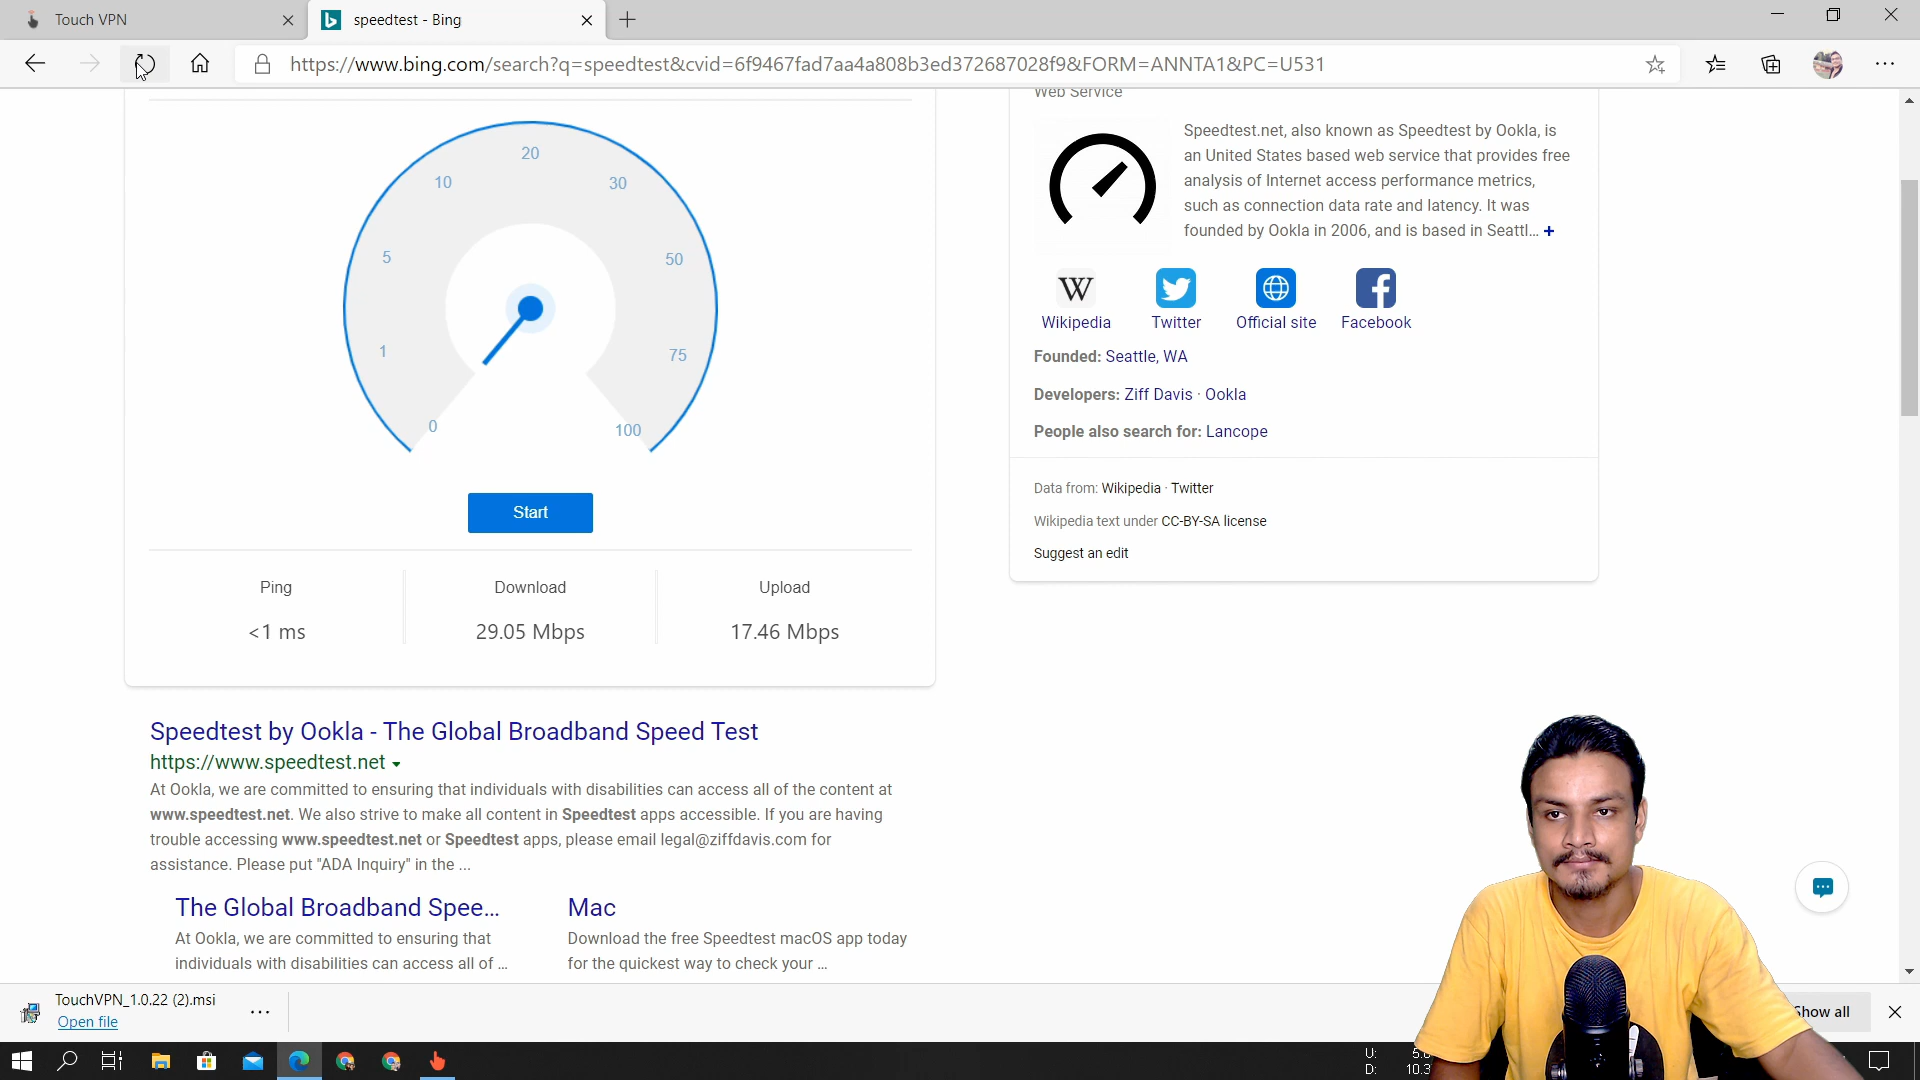 Touch VPN
speedtest - Bing
https://www.bing.com/search?q=speedtest&cvid=6f9467fad7aa4a808b3ed372687028f9&FORM=ANNTA1&PC=U531
0
1
5
10
20
30
50
75
100
Start
Ping
Download
Upload
<1 ms
29.05 Mbps
17.46 Mbps
Speedtest by Ookla - The Global Broadband Speed Test
https://www.speedtest.net
At Ookla, we are committed to ensuring that individuals with disabilities can access all of the content at
www.speedtest.net. We also strive to make all content in Speedtest apps accessible. If you are having
trouble accessing www.speedtest.net or Speedtest apps, please email legal@ziffdavis.com for
assistance. Please put "ADA Inquiry" in the ...
The Global Broadband Spee...
At Ookla, we are committed to ensuring that
individuals with disabilities can access all of ...
Mac
Download the free Speedtest macOS app today
for the quickest way to check your ...
Web Service
Speedtest.net, also known as Speedtest by Ookla, is
an United States based web service that provides free
analysis of Internet access performance metrics,
such as connection data rate and latency. It was
founded by Ookla in 2006, and is based in Seattl... +
W
Wikipedia
Twitter
Official site
Facebook
Founded: Seattle, WA
Developers: Ziff Davis · Ookla
People also search for: Lancope
Data from: Wikipedia · Twitter
Wikipedia text under CC-BY-SA license
Suggest an edit
TouchVPN_1.0.22 (2).msi
Open file
Show all
U:
D: 10.3